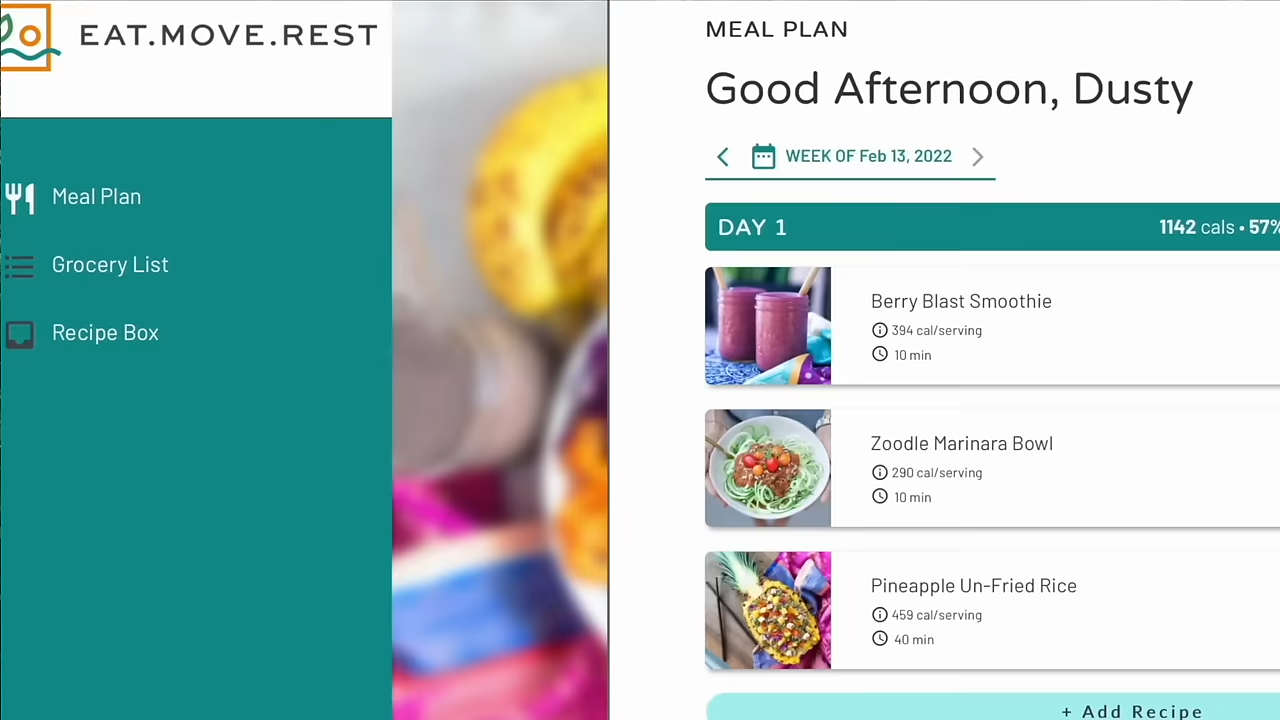 EAT.MOVE.REST
Meal Plan
Grocery List
Recipe Box
MEAL PLAN
Good Afternoon, Dusty
WEEK OF Feb 13, 2022
DAY 1
1142 cals • 57%
Berry Blast Smoothie
394 cal/serving
10 min
Zoodle Marinara Bowl
290 cal/serving
10 min
Pineapple Un-Fried Rice
459 cal/serving
40 min
+ Add Recipe